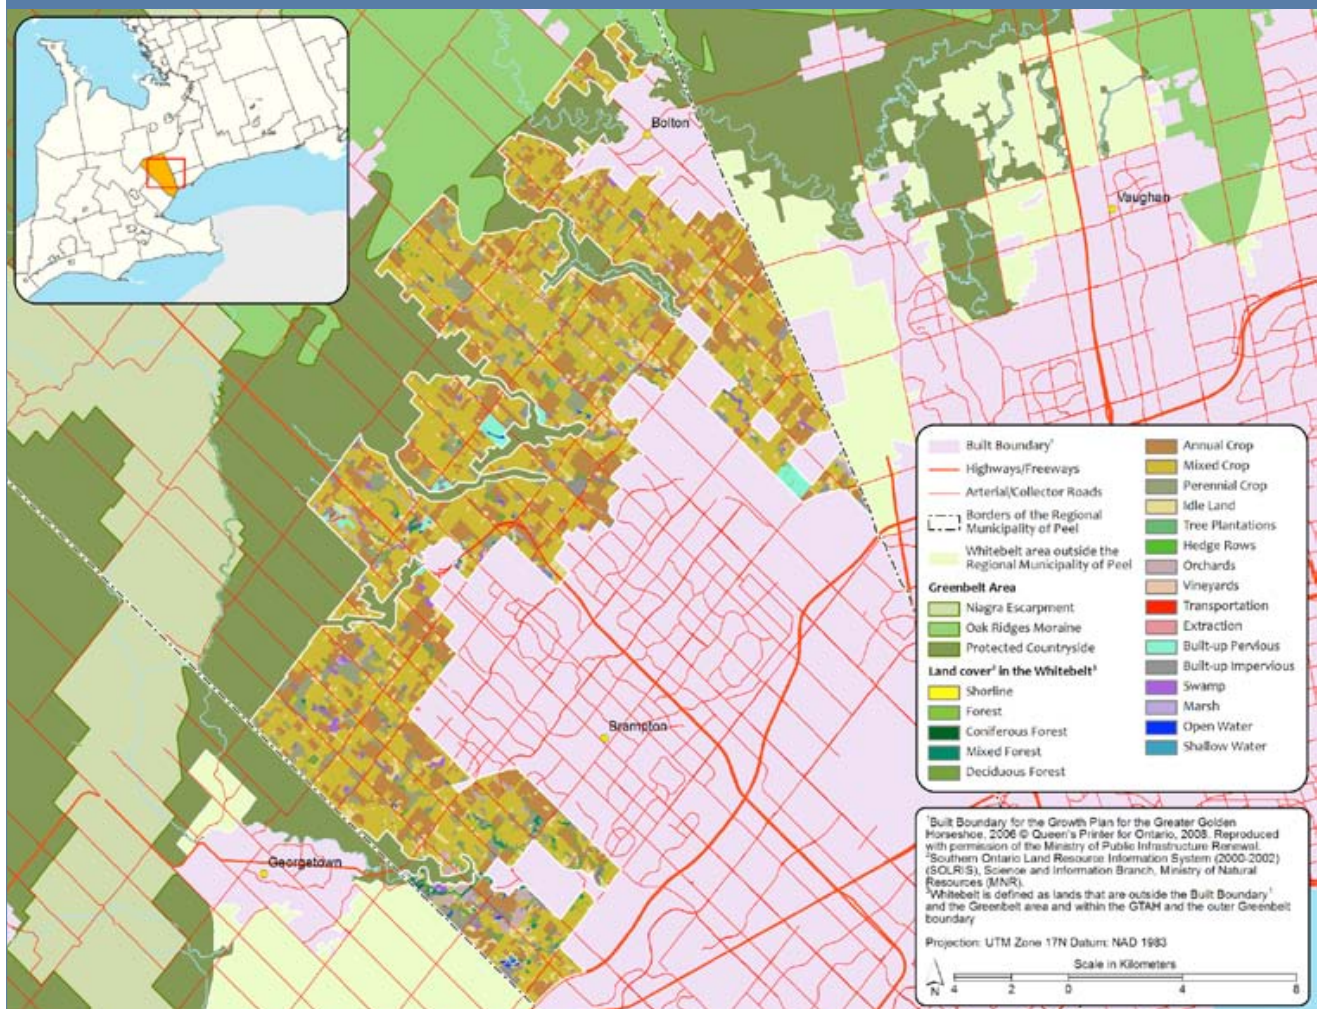 Bolton
Vaughan
Brampton
Georgetown
Built Boundary¹
Highways/Freeways
Arterial/Collector Roads
Borders of the Regional
Municipality of Peel
Whitebelt area outside the
Regional Municipality of Peel
Greenbelt Area
Niagra Escarpment
Oak Ridges Moraine
Protected Countryside
Land cover² in the Whitebelt³
Shorline
Forest
Coniferous Forest
Mixed Forest
Deciduous Forest
Annual Crop
Mixed Crop
Perennial Crop
Idle Land
Tree Plantations
Hedge Rows
Orchards
Vineyards
Transportation
Extraction
Built-up Pervious
Built-up Impervious
Swamp
Marsh
Open Water
Shallow Water
¹Built Boundary for the Growth Plan for the Greater Golden
Horseshoe, 2006 © Queen's Printer for Ontario, 2008. Reproduced
with permission of the Ministry of Public Infrastructure Renewal.
²Southern Ontario Land Resource Information System (2000-2002)
(SOLRIS), Science and Information Branch, Ministry of Natural
Resources (MNR).
³Whitebelt is defined as lands that are outside the Built Boundary¹
and the Greenbelt area and within the GTAH and the outer Greenbelt
boundary
Projection: UTM Zone 17N Datum: NAD 1983
Scale in Kilometers
N 4 2 0 4 8